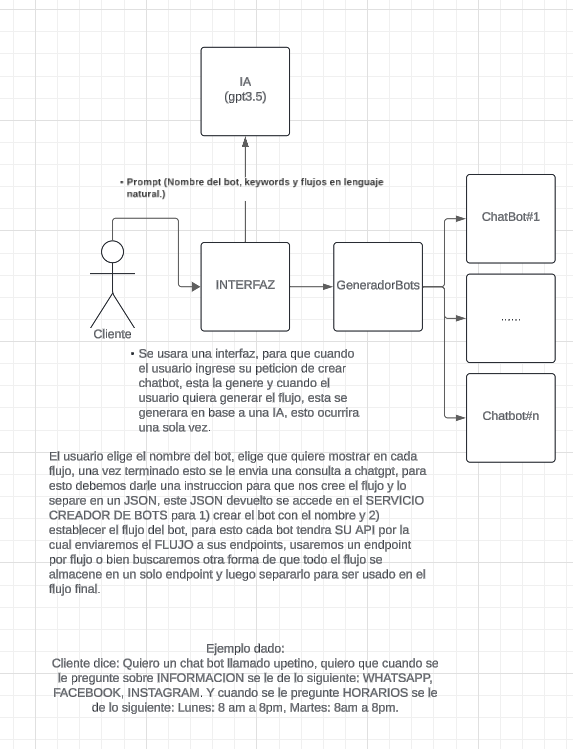 IA
(gpt3.5)
• Prompt (Nombre del bot, keywords y flujos en lenguaje
natural.)
ChatBot#1
INTERFAZ
GeneradorBots
......
Cliente
Chatbot#n
• Se usara una interfaz, para que cuando
el usuario ingrese su peticion de crear
chatbot, esta la genere y cuando el
usuario quiera generar el flujo, esta se
generara en base a una IA, esto ocurrira
una sola vez.
El usuario elige el nombre del bot, elige que quiere mostrar en cada
flujo, una vez terminado esto se le envia una consulta a chatgpt, para
esto debemos darle una instruccion para que nos cree el flujo y lo
separe en un JSON, este JSON devuelto se accede en el SERVICIO
CREADOR DE BOTS para 1) crear el bot con el nombre y 2)
establecer el flujo del bot, para esto cada bot tendra SU API por la
cual enviaremos el FLUJO a sus endpoints, usaremos un endpoint
por flujo o bien buscaremos otra forma de que todo el flujo se
almacene en un solo endpoint y luego separarlo para ser usado en el
flujo final.
Ejemplo dado:
Cliente dice: Quiero un chat bot llamado upetino, quiero que cuando se
le pregunte sobre INFORMACION se le de lo siguiente: WHATSAPP,
FACEBOOK, INSTAGRAM. Y cuando se le pregunte HORARIOS se le
de lo siguiente: Lunes: 8 am a 8pm, Martes: 8am a 8pm.